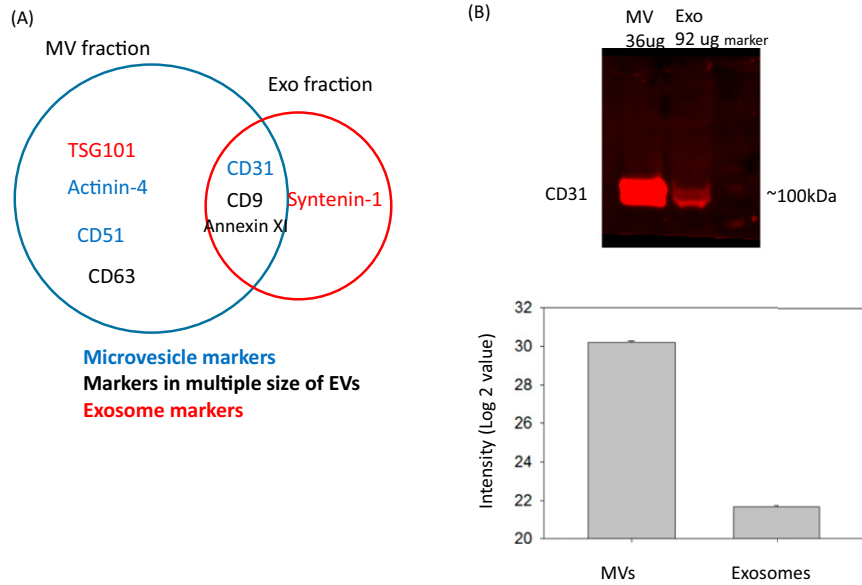 (A)
MV fraction
Exo fraction
TSG101
Actinin-4
CD51
CD63
CD31
CD9
Annexin XI
Syntenin-1
Microvesicle markers
Markers in multiple size of EVs
Exosome markers
(B)
MV Exo
36ug 92 ug marker
CD31
~100kDa
Intensity (Log 2 value)
32
30
28
26
24
22
20
MVs Exosomes